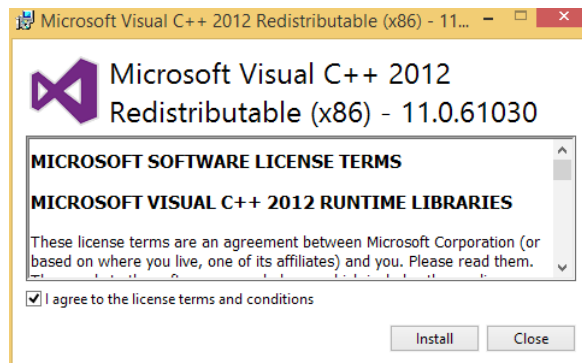 Microsoft Visual C++ 2012 Redistributable (x86) - 11...
Microsoft Visual C++ 2012
Redistributable (x86) - 11.0.61030
MICROSOFT SOFTWARE LICENSE TERMS
MICROSOFT VISUAL C++ 2012 RUNTIME LIBRARIES
These license terms are an agreement between Microsoft Corporation (or
based on where you live, one of its affiliates) and you. Please read them.
I agree to the license terms and conditions
Install
Close